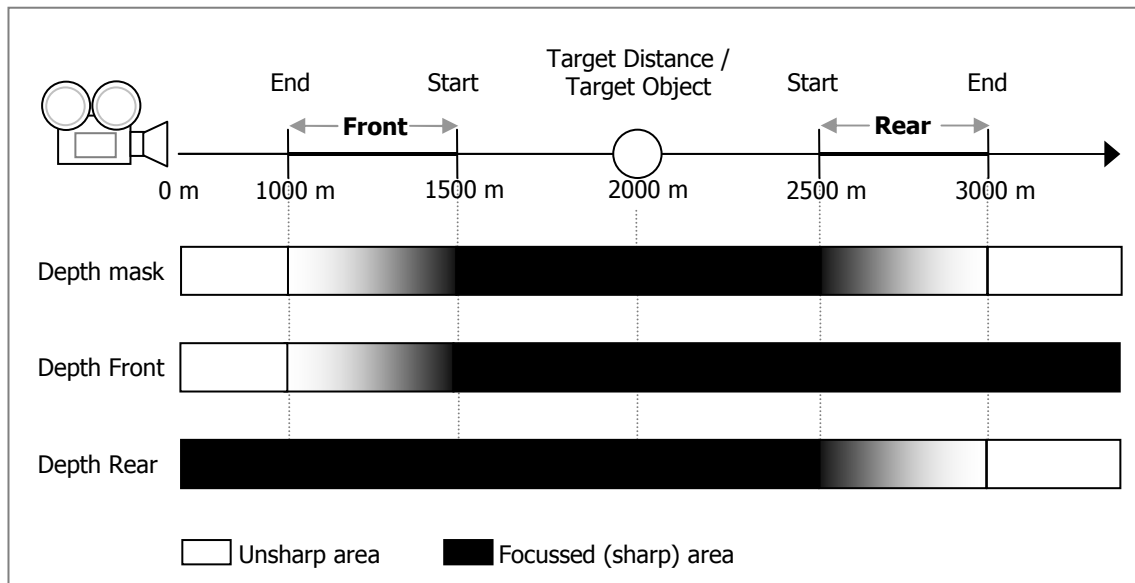 Target Distance /
End Start Target Object Start End
Front Rear
0 m 1000 m 1500 m 2000 m 2500 m 3000 m
Depth mask
Depth Front
Depth Rear
Unsharp area Focussed (sharp) area